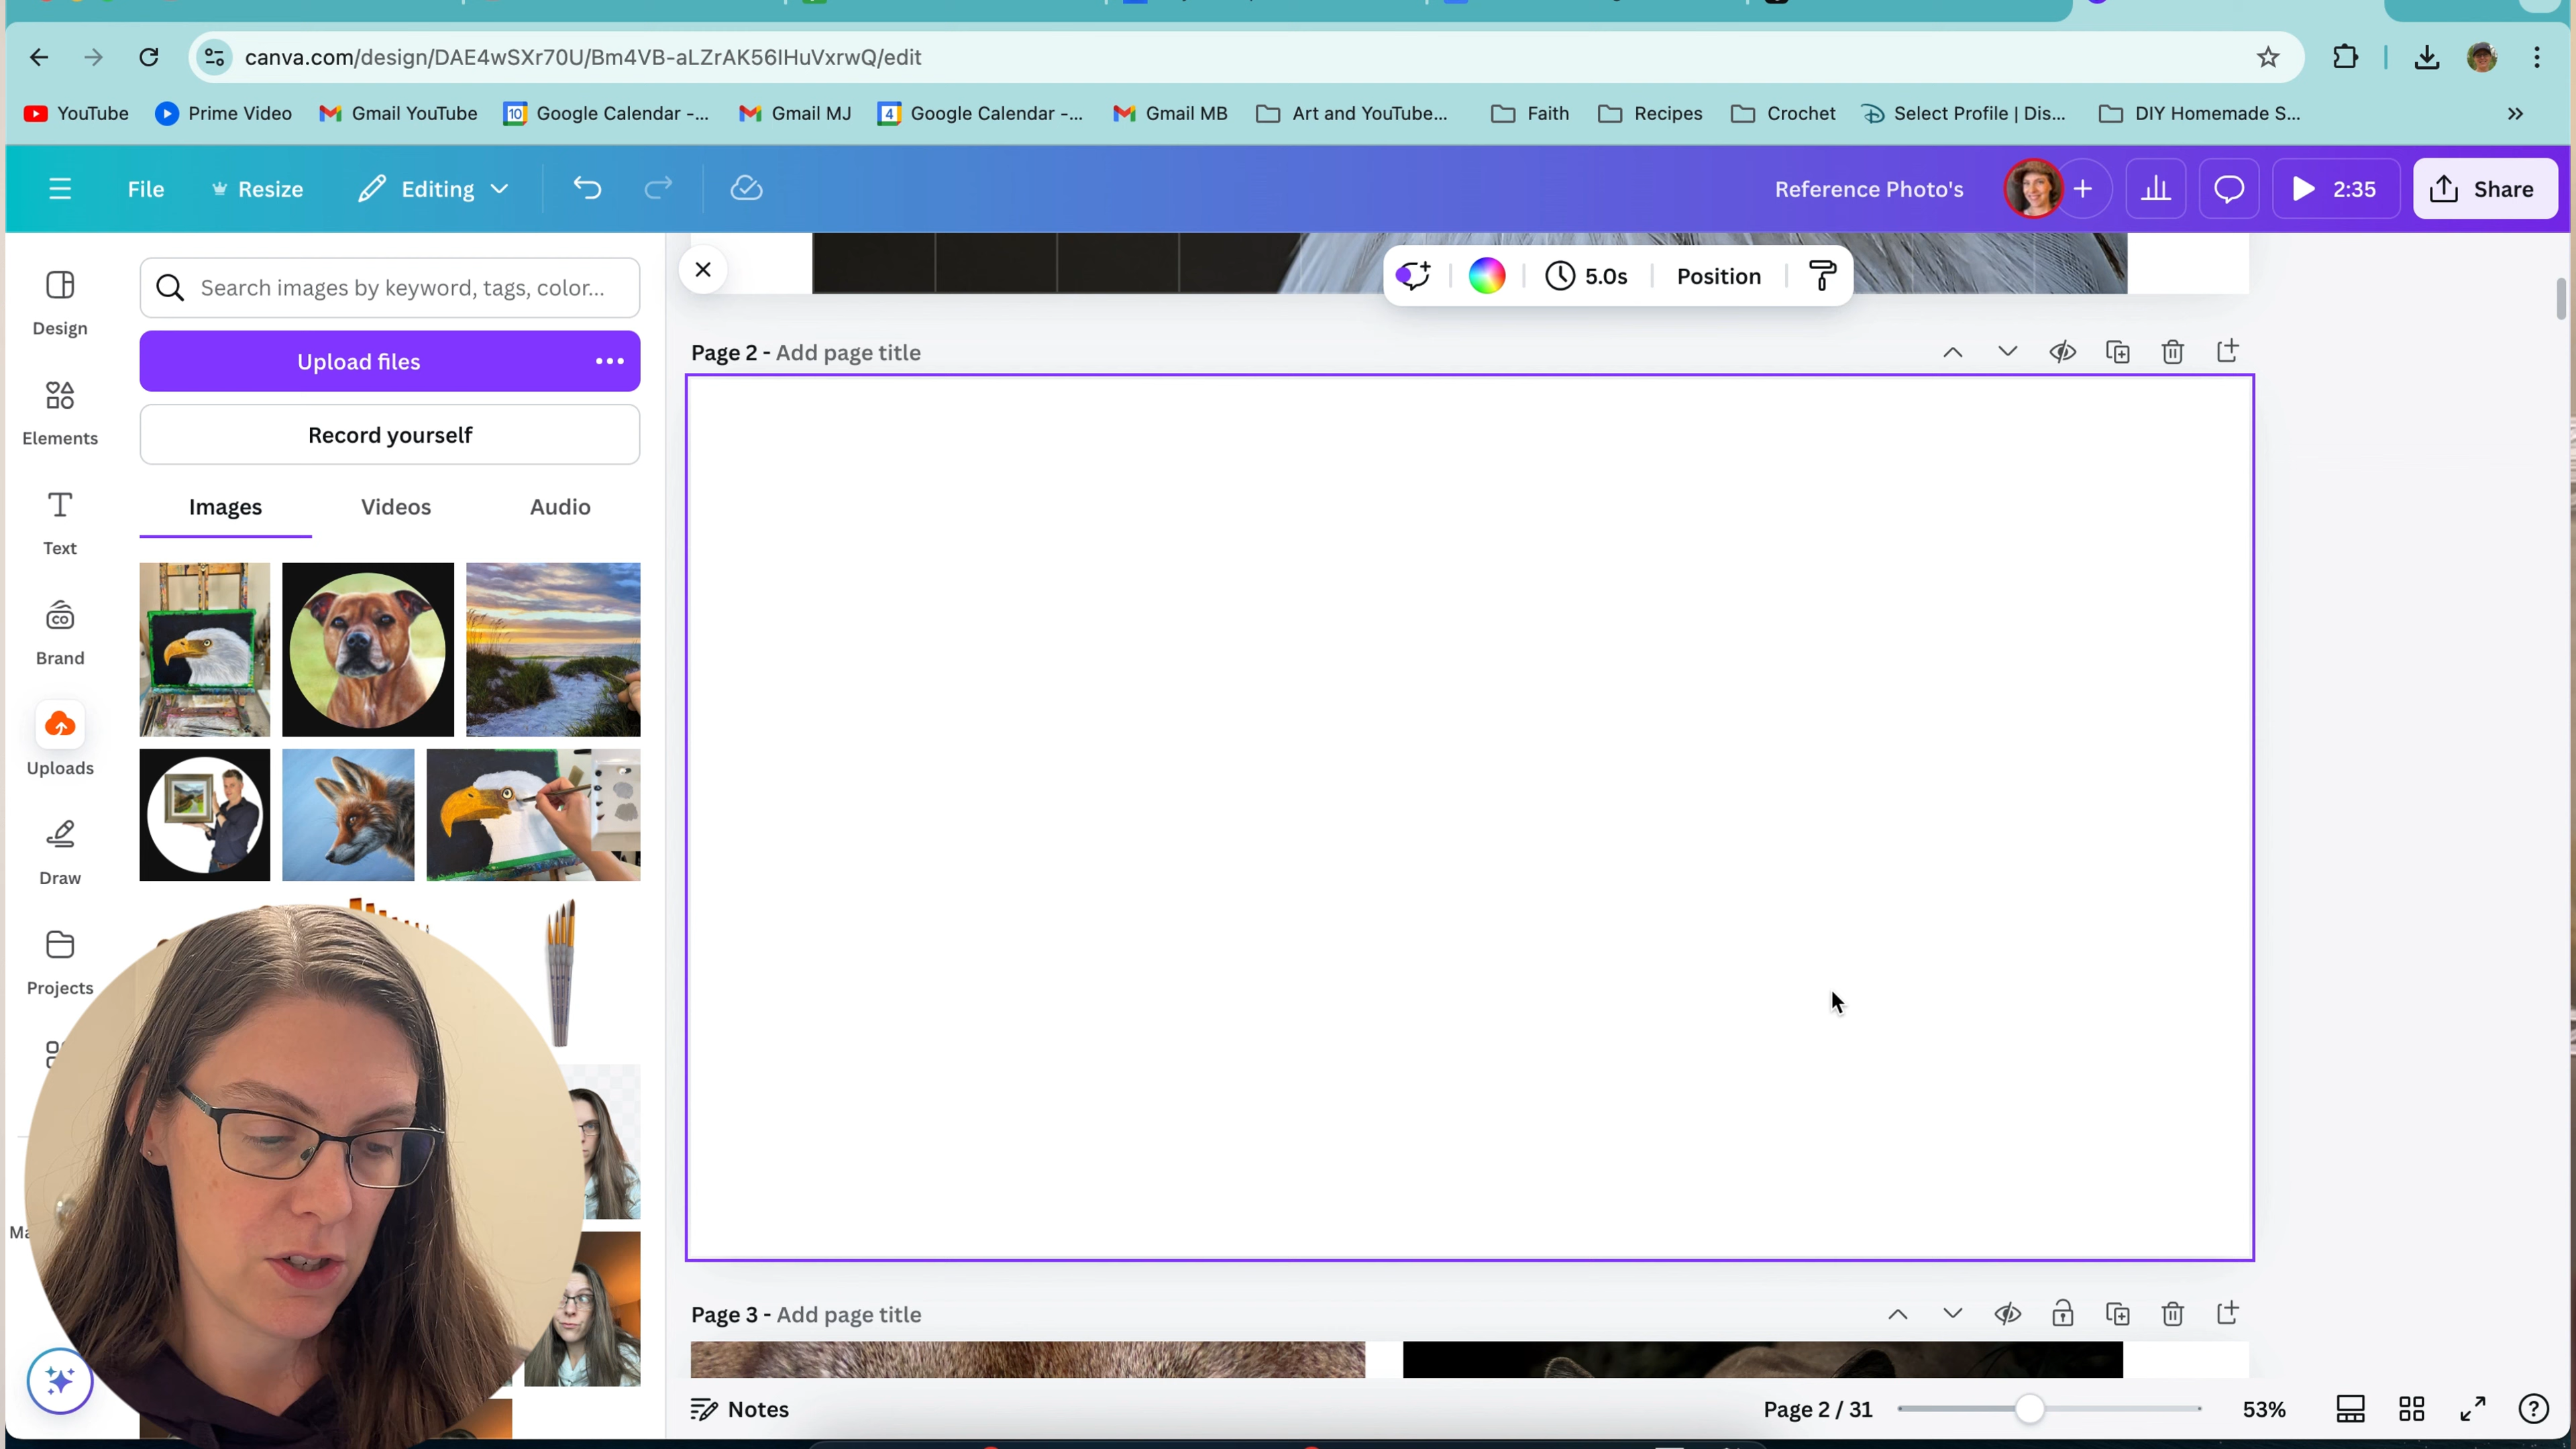 canva.com/design/DAE4wSXr70U/Bm4VB-aLZrAK56IHuVxrwQ/edit
YouTube Prime Video Gmail YouTube 10 Google Calendar -... Gmail MJ 4 Google Calendar -... Gmail MB Art and YouTube... Faith Recipes Crochet Select Profile | Dis... DIY Homemade S...
File Resize Editing Reference Photo's 2:35 Share
Search images by keyword, tags, color...
5.0s Position
Design
Page 2 - Add page title
Upload files
Elements
Record yourself
Images Videos Audio
Text
CO
Brand
Uploads
Draw
Projects
Ma
Page 3 - Add page title
Notes Page 2 / 31 53%